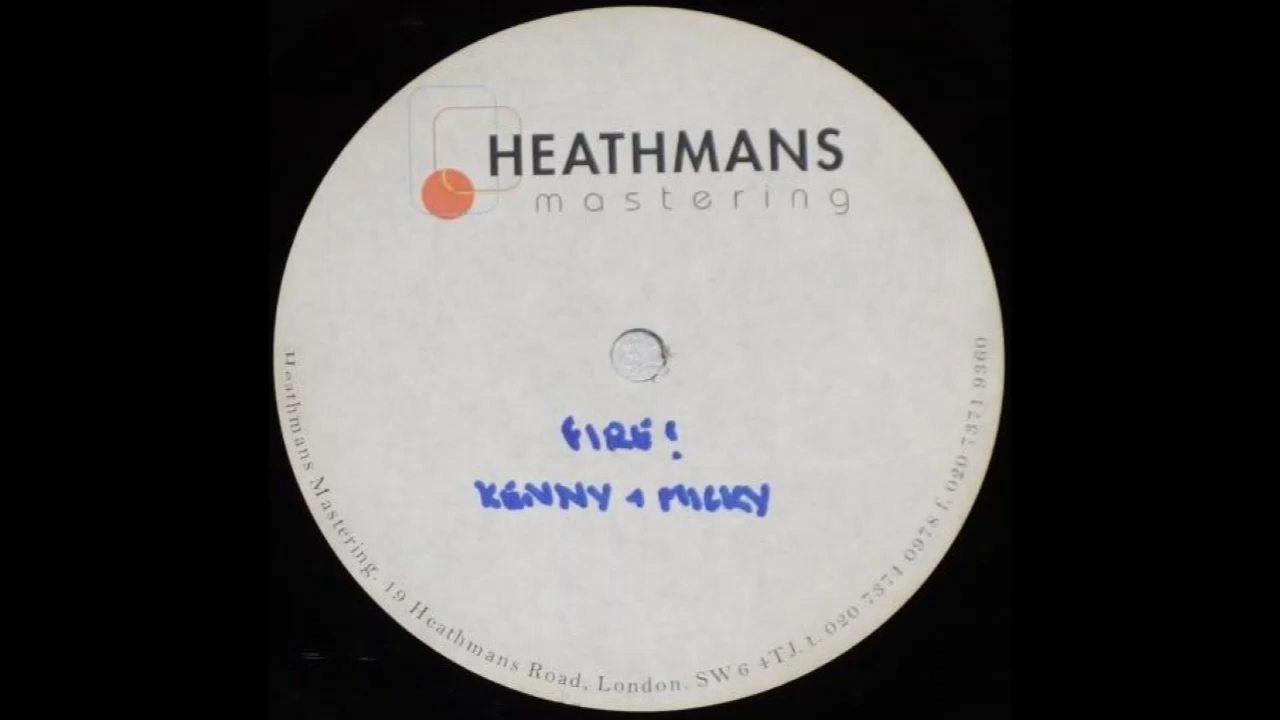 HEATHMANS
mastering
FIRE!
KENNY + MICKY
Heathmans Mastering. 19 Heathmans Road, London. SW6 4TJ. t. 020 7371 0978 f. 020 7371 9360